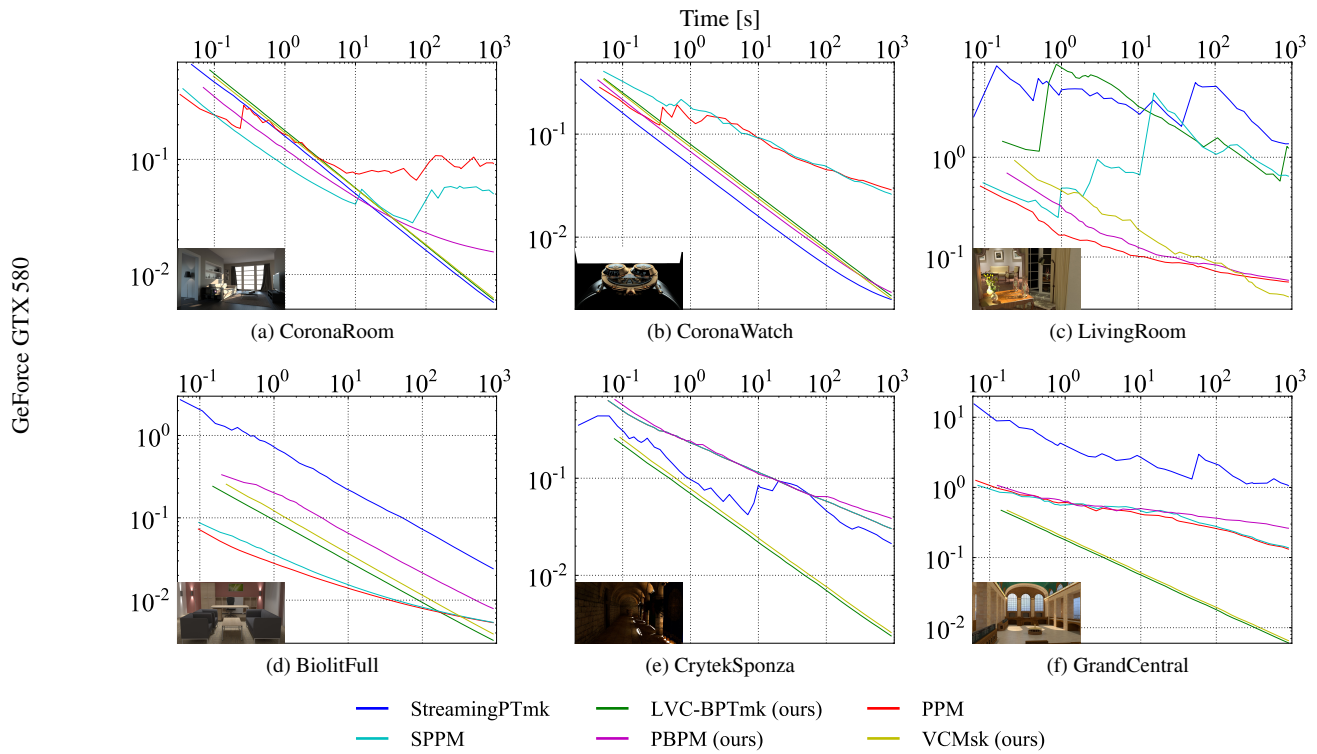 Time [s]
10^-1 10^0 10^1 10^2 10^3
10^-1 10^0 10^1 10^2 10^3
10^-1 10^0 10^1 10^2 10^3
10^-1
10^-2
10^-1
10^-2
10^0
10^-1
(a) CoronaRoom
(b) CoronaWatch
(c) LivingRoom
GeForce GTX 580
10^-1 10^0 10^1 10^2 10^3
10^-1 10^0 10^1 10^2 10^3
10^-1 10^0 10^1 10^2 10^3
10^0
10^-1
10^-2
10^-1
10^-2
10^1
10^0
10^-1
10^-2
(d) BiolitFull
(e) CrytekSponza
(f) GrandCentral
StreamingPTmk
LVC-BPTmk (ours)
PPM
SPPM
PBPM (ours)
VCMsk (ours)